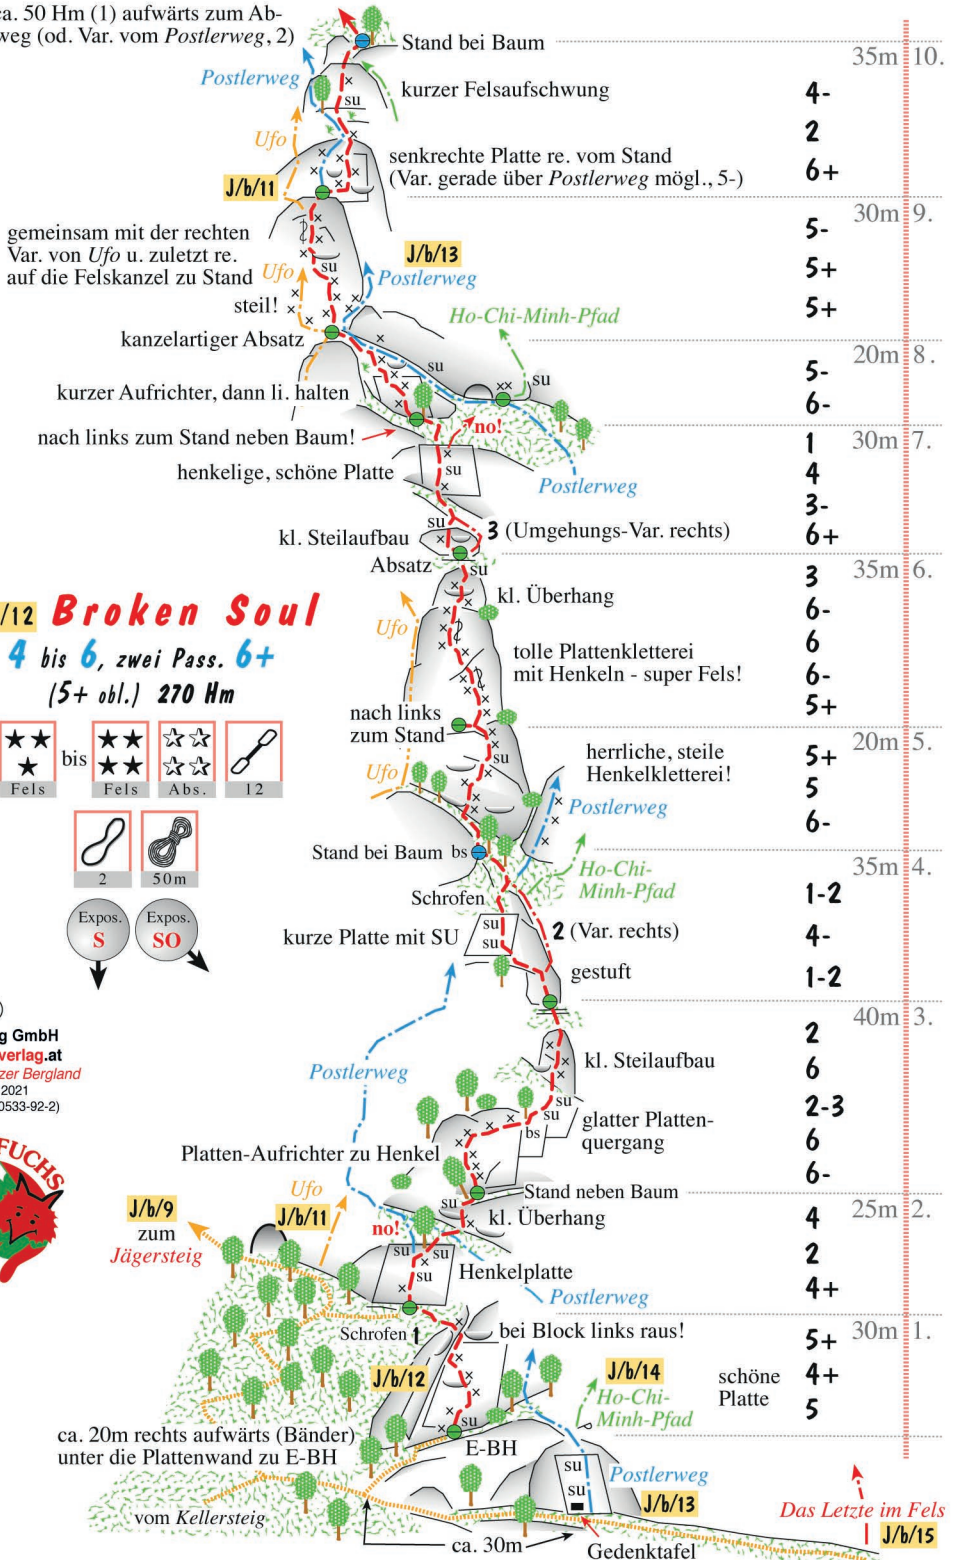 ca. 50 Hm (1) aufwärts zum Ab-
weg (od. Var. vom Postlerweg, 2)
Stand bei Baum
35m 10.
Postlerweg
kurzer Felsaufschwung
4-
su
2
Ufo
senkrechte Platte re. vom Stand
(Var. gerade über Postlerweg mögl., 5-)
6+
J/b/11
30m 9.
5-
gemeinsam mit der rechten
Var. von Ufo u. zuletzt re.
auf die Felskanzel zu Stand
J/b/13
su
Ufo
Postlerweg
5+
steil!
5+
Ho-Chi-Minh-Pfad
kanzelartiger Absatz
20m 8.
su
su
5-
kurzer Aufrichter, dann li. halten
6-
no!
30m 7.
nach links zum Stand neben Baum!
1
henkelige, schöne Platte
su
4
Postlerweg
3-
su
3 (Umgehungs-Var. rechts)
6+
kl. Steilaufbau
Absatz
su
35m 6.
3
kl. Überhang
6-
/12 Broken Soul
Ufo
6
4 bis 6, zwei Pass. 6+
tolle Plattenkletterei
mit Henkeln - super Fels!
6-
(5+ obl.) 270 Hm
5+
nach links
zum Stand
20m 5.
bis
Fels
Fels
Abs.
12
su
herrliche, steile
Henkelkletterei!
5+
Ufo
5
Postlerweg
6-
2
50m
Stand bei Baum
bs
35m 4.
Ho-Chi-
Minh-Pfad
1-2
Schrofen
Expos.
S
Expos.
SO
su
su
2 (Var. rechts)
4-
kurze Platte mit SU
gestuft
1-2
40m 3.
2
g GmbH
verlag.at
zer Bergland
2021
0533-92-2)
kl. Steilaufbau
6
Postlerweg
su
su
2-3
bs
glatter Platten-
quergang
6
FUCHS
Platten-Aufrichter zu Henkel
6-
Stand neben Baum
25m 2.
J/b/9
zum
Jägersteig
Ufo
J/b/11
su
kl. Überhang
4
no!
su
su
2
su
Henkelplatte
4+
Postlerweg
30m 1.
Schrofen 1
bei Block links raus!
5+
J/b/12
J/b/14
schöne
Platte
4+
Ho-Chi-
Minh-Pfad
5
su
ca. 20m rechts aufwärts (Bänder)
unter die Plattenwand zu E-BH
E-BH
su
su
Postlerweg
J/b/13
vom Kellersteig
Das Letzte im Fels
J/b/15
ca. 30m
Gedenktafel